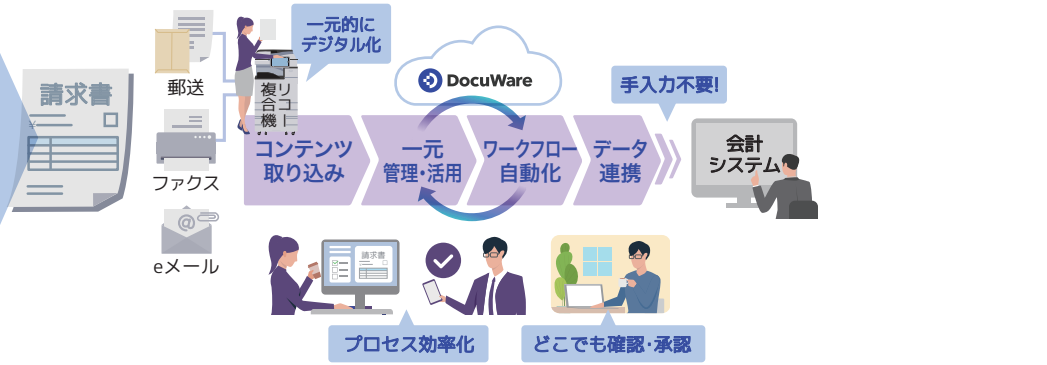 請求書
¥
郵送
ファクス
@
eメール
一元的に
デジタル化
リコー
複合機
DocuWare
手入力不要!
コンテンツ
取り込み
一元
管理・活用
ワークフロー
自動化
データ
連携
会計
システム
請求書
プロセス効率化
どこでも確認・承認